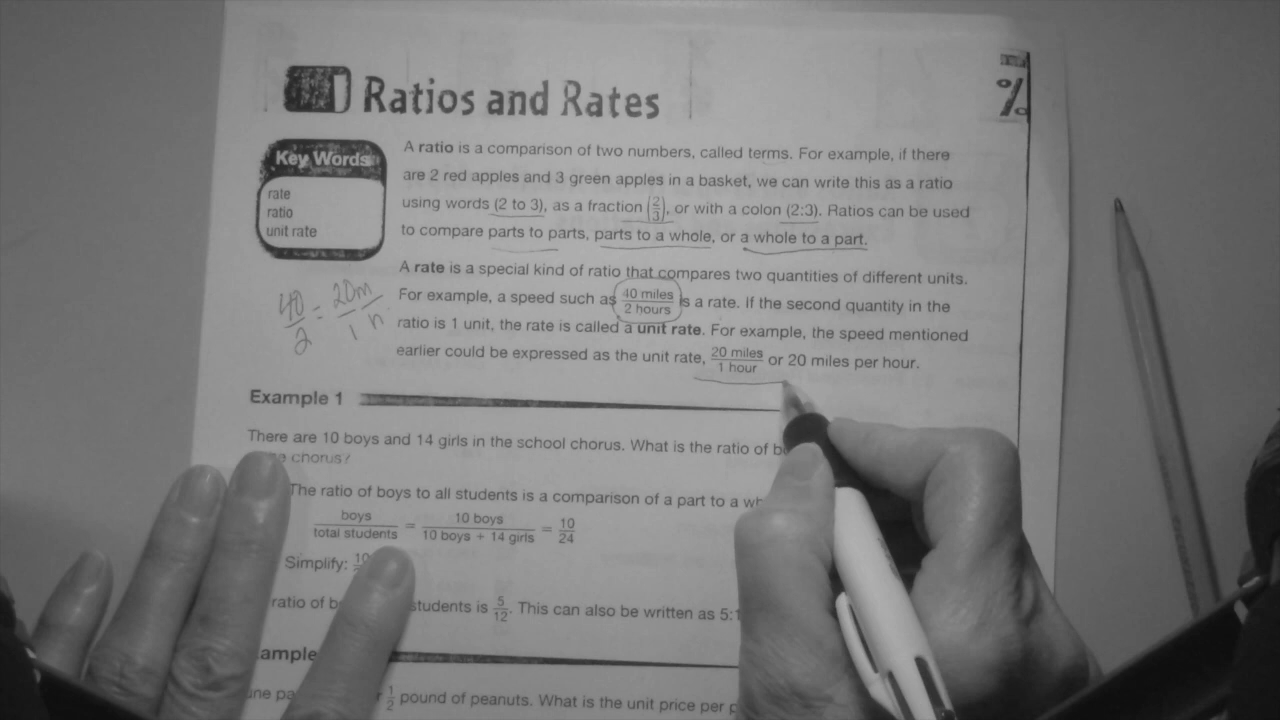 Ratios and Rates
%
Key Words
rate
ratio
unit rate
A ratio is a comparison of two numbers, called terms. For example, if there
are 2 red apples and 3 green apples in a basket, we can write this as a ratio
using words (2 to 3), as a fraction (2/3), or with a colon (2:3). Ratios can be used
to compare parts to parts, parts to a whole, or a whole to a part.
A rate is a special kind of ratio that compares two quantities of different units.
For example, a speed such as 40 miles/2 hours is a rate. If the second quantity in the
ratio is 1 unit, the rate is called a unit rate. For example, the speed mentioned
earlier could be expressed as the unit rate, 20 miles/1 hour or 20 miles per hour.
40/2 = 20m/1 h
Example 1
There are 10 boys and 14 girls in the school chorus. What is the ratio of
chorus?
The ratio of boys to all students is a comparison of a part to a
boys/total students = 10 boys/10 boys + 14 girls = 10/24
Simplify:
ratio of students is 5/12. This can also be written as
1/2 pound of peanuts. What is the unit price per